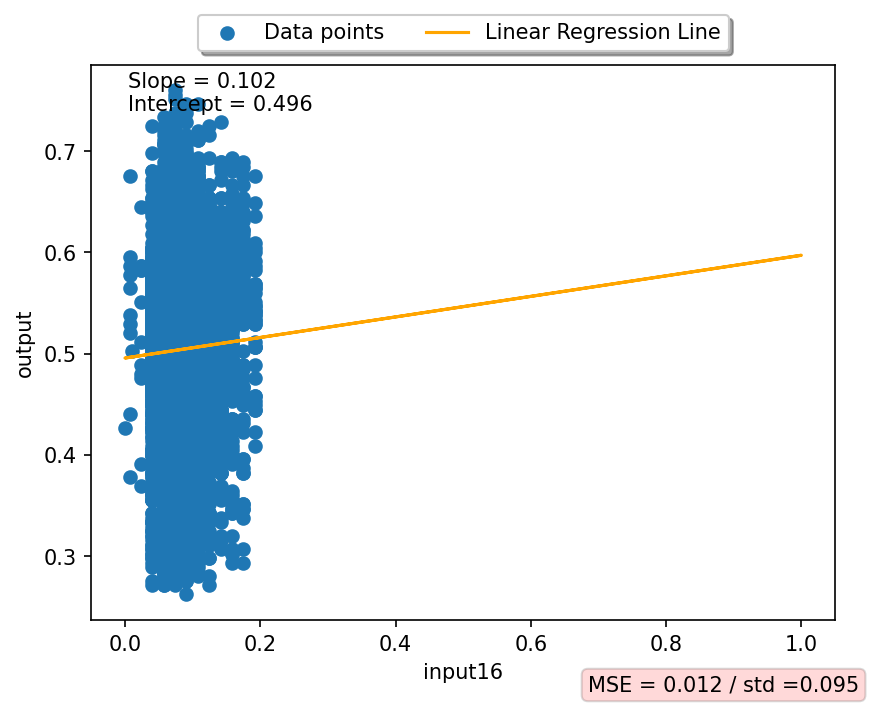 Data points
Linear Regression Line
Slope = 0.102
Intercept = 0.496
0.7
0.6
0.5
0.4
0.3
output
0.0 0.2 0.4 0.6 0.8 1.0
input16
MSE = 0.012 / std =0.095